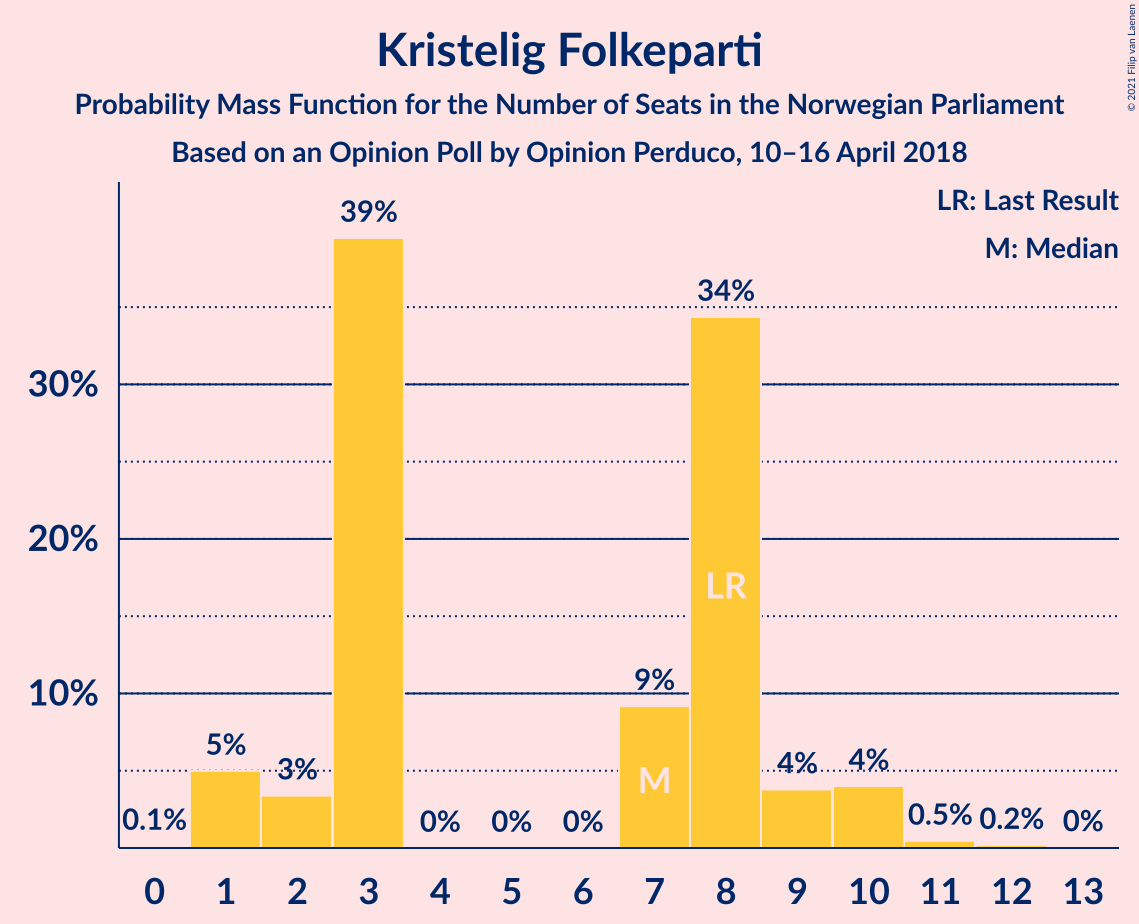 Kristelig Folkeparti
Probability Mass Function for the Number of Seats in the Norwegian Parliament
Based on an Opinion Poll by Opinion Perduco, 10–16 April 2018
© 2021 Filip van Laenen
LR: Last Result
M: Median
39%
34%
30%
20%
LR
10%
9%
5%
3%
M
4%
4%
0.1%
0%
0%
0%
0.5%
0.2%
0%
0 1 2 3 4 5 6 7 8 9 10 11 12 13